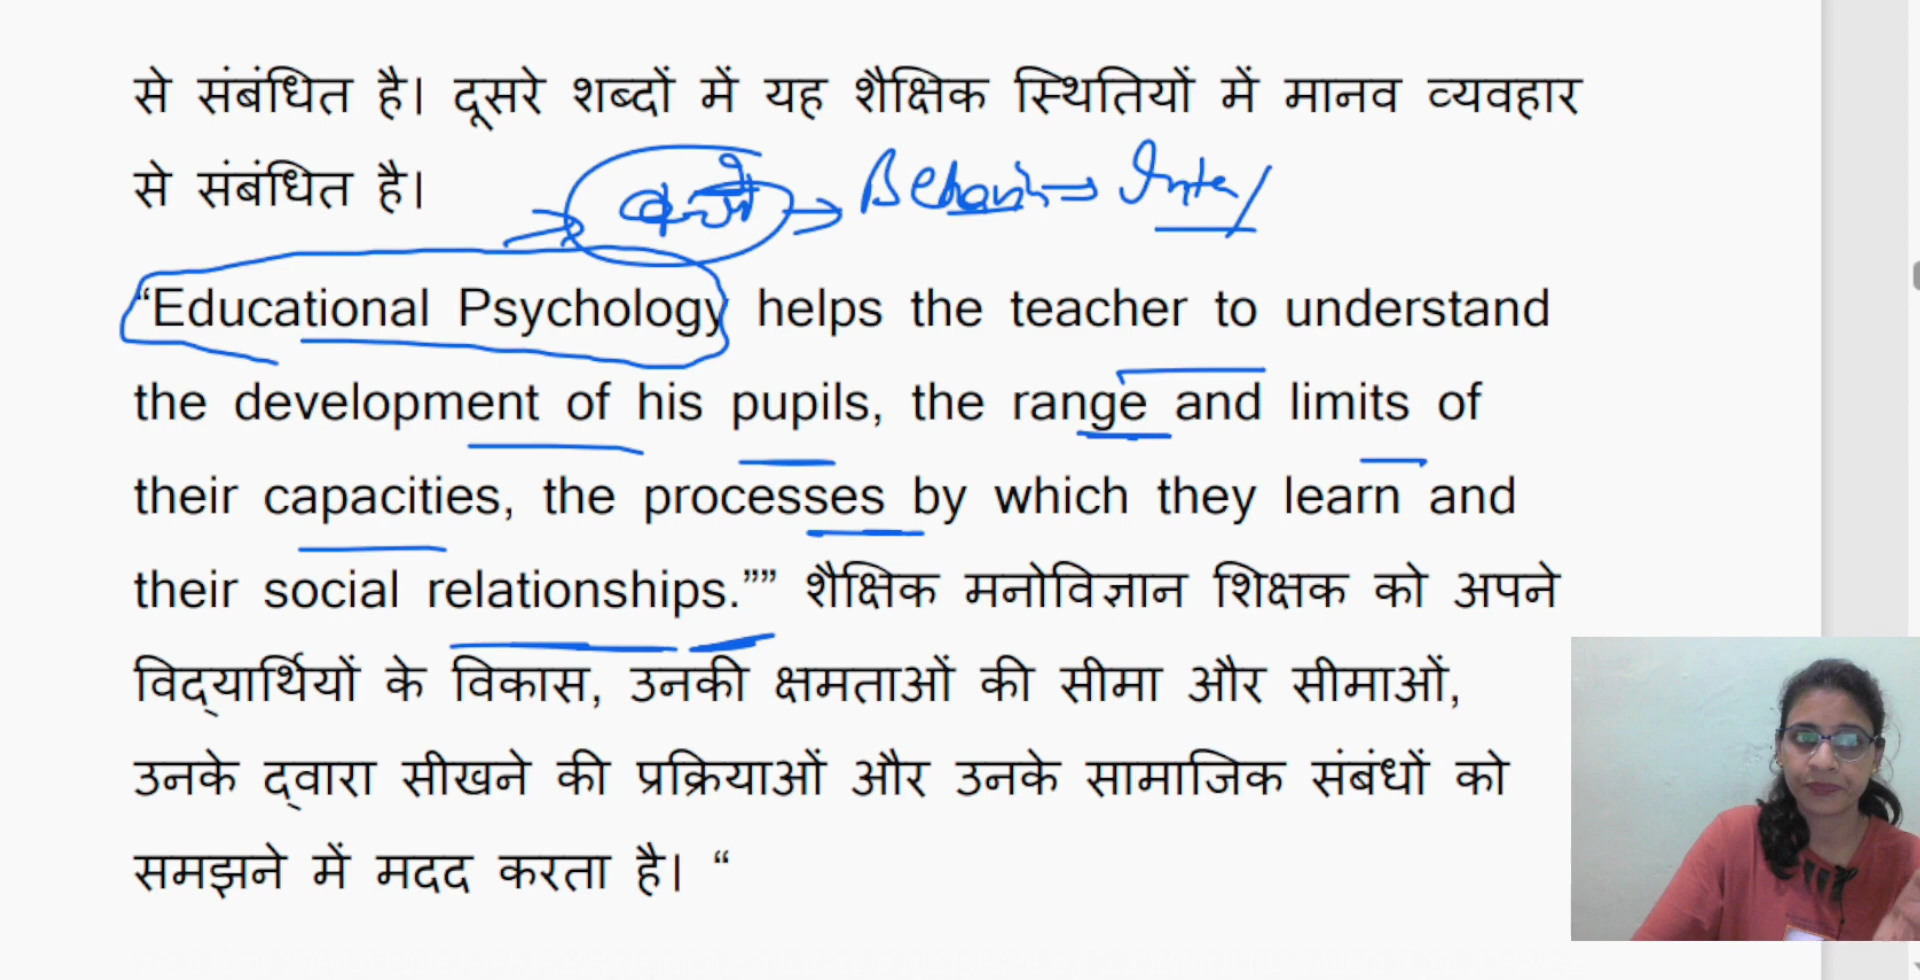 से संबंधित है। दूसरे शब्दों में यह शैक्षिक स्थितियों में मानव व्यवहार
से संबंधित है।
“Educational Psychology helps the teacher to understand
the development of his pupils, the range and limits of
their capacities, the processes by which they learn and
their social relationships.”” शैक्षिक मनोविज्ञान शिक्षक को अपने
विद्यार्थियों के विकास, उनकी क्षमताओं की सीमा और सीमाओं,
उनके द्वारा सीखने की प्रक्रियाओं और उनके सामाजिक संबंधों को
समझने में मदद करता है। “